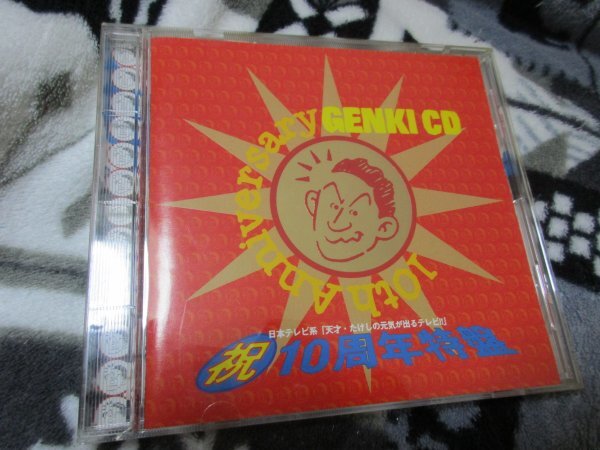 10th Anniversary GENKI CD
日本テレビ系「天才・たけしの元気が出るテレビ!!」
祝 10周年特盤